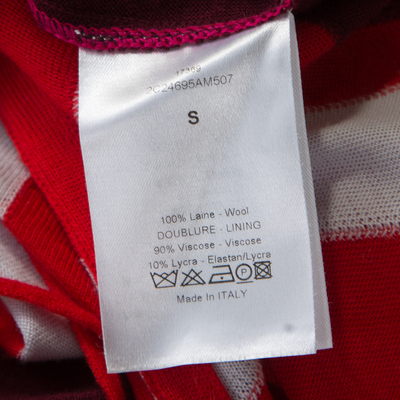 S
100% Laine - Wool
DOUBLURE - LINING
90% Viscose - Viscose
10% Lycra - Elastan/Lycra
P
Made In ITALY